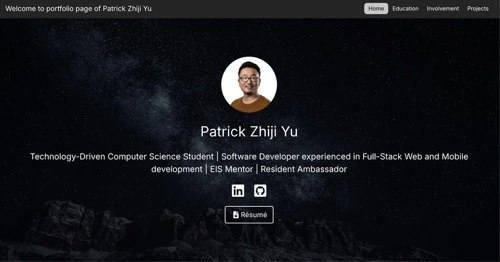 Welcome to portfolio page of Patrick Zhiji Yu
Home Education Involvement Projects
Patrick Zhiji Yu
Technology-Driven Computer Science Student | Software Developer experienced in Full-Stack Web and Mobile
development | EIS Mentor | Resident Ambassador
in
Résumé